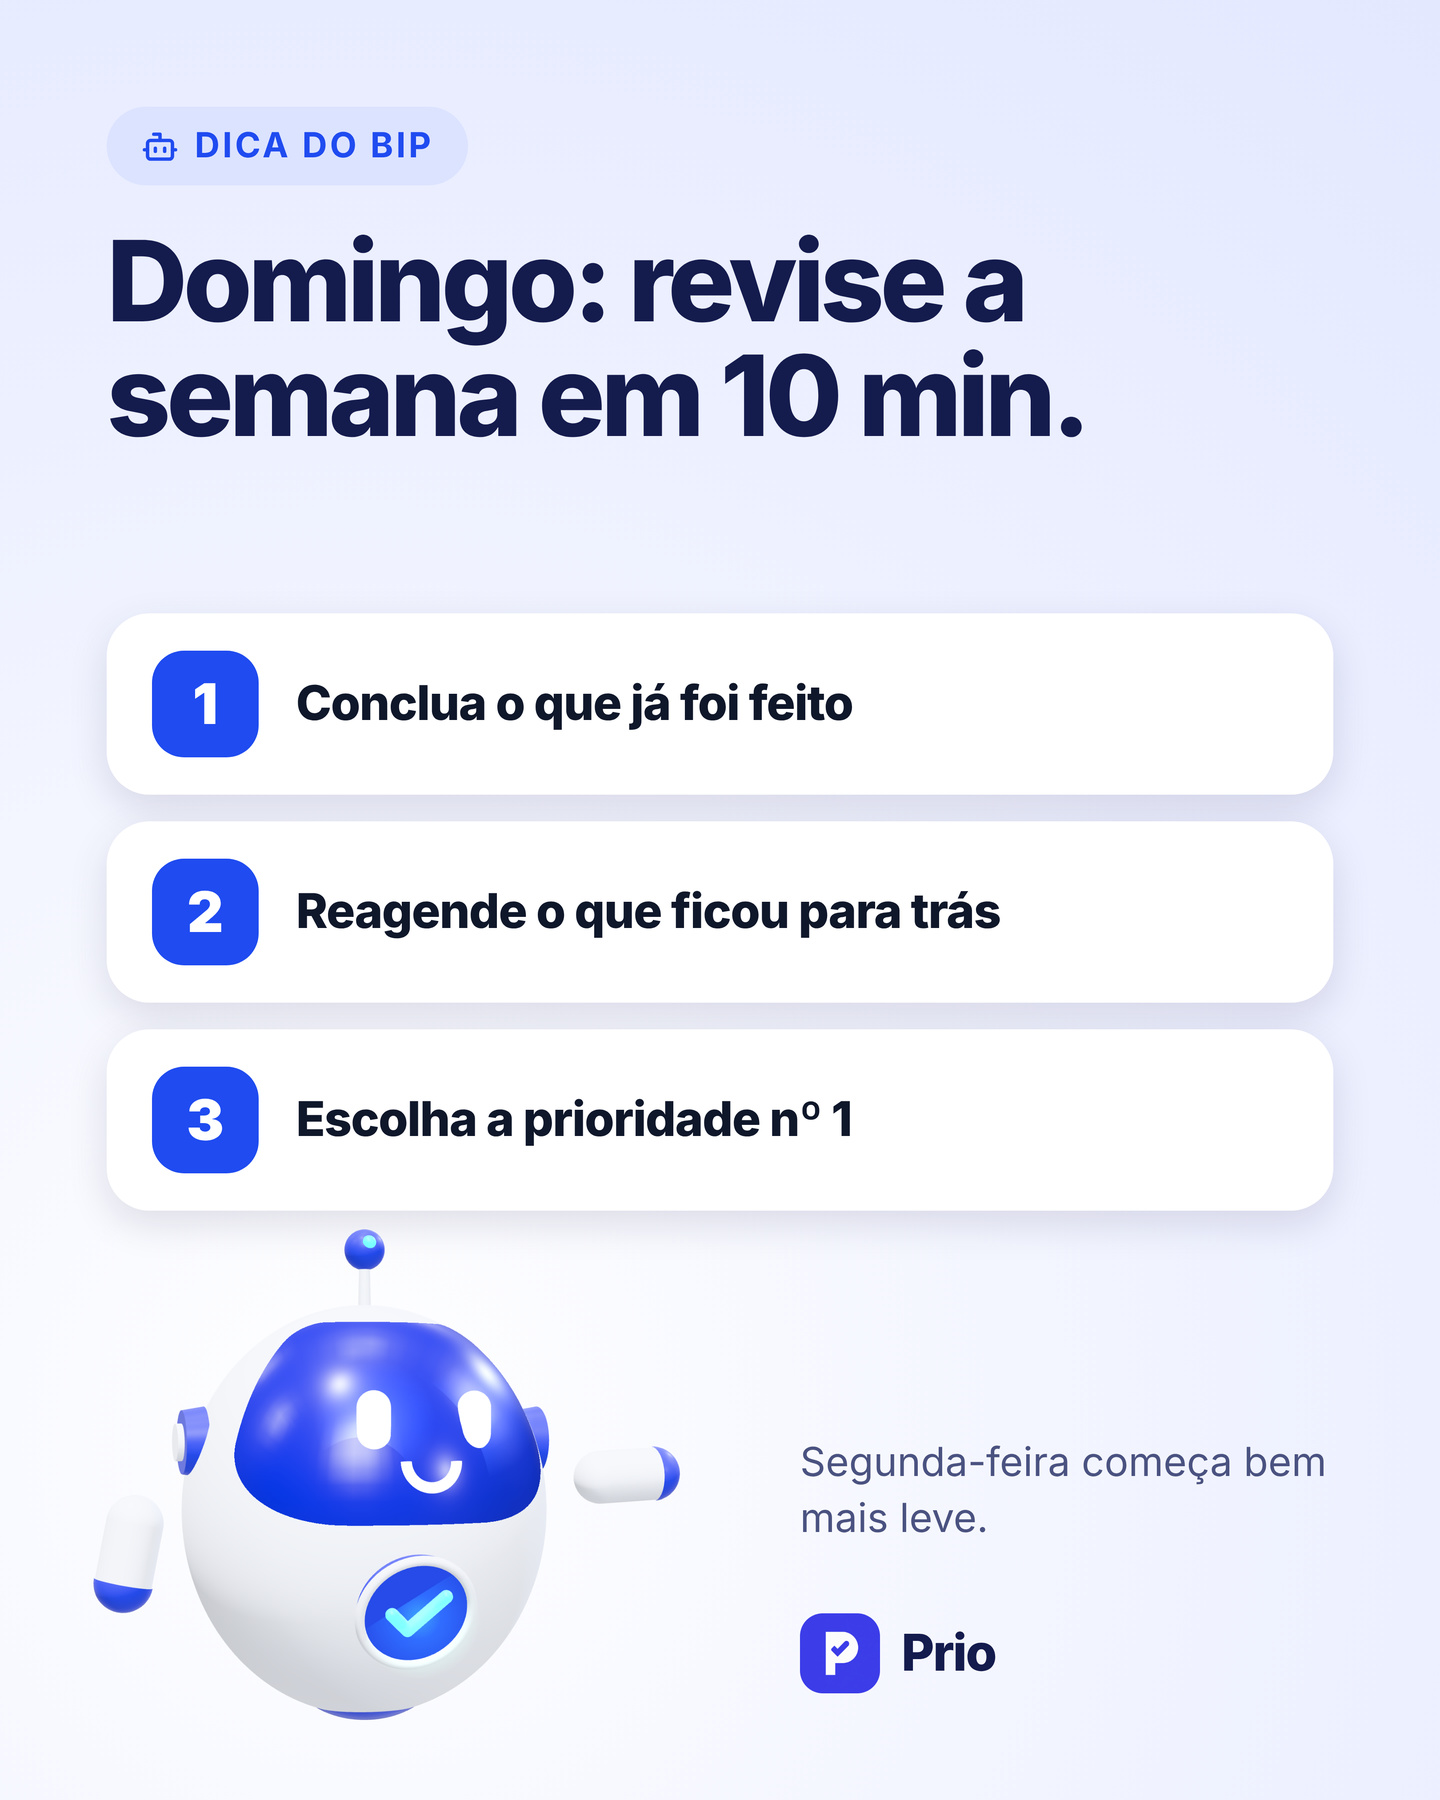 DICA DO BIP
Domingo: revise a
semana em 10 min.
1 Conclua o que já foi feito
2 Reagende o que ficou para trás
3 Escolha a prioridade nº 1
Segunda-feira começa bem
mais leve.
Prio